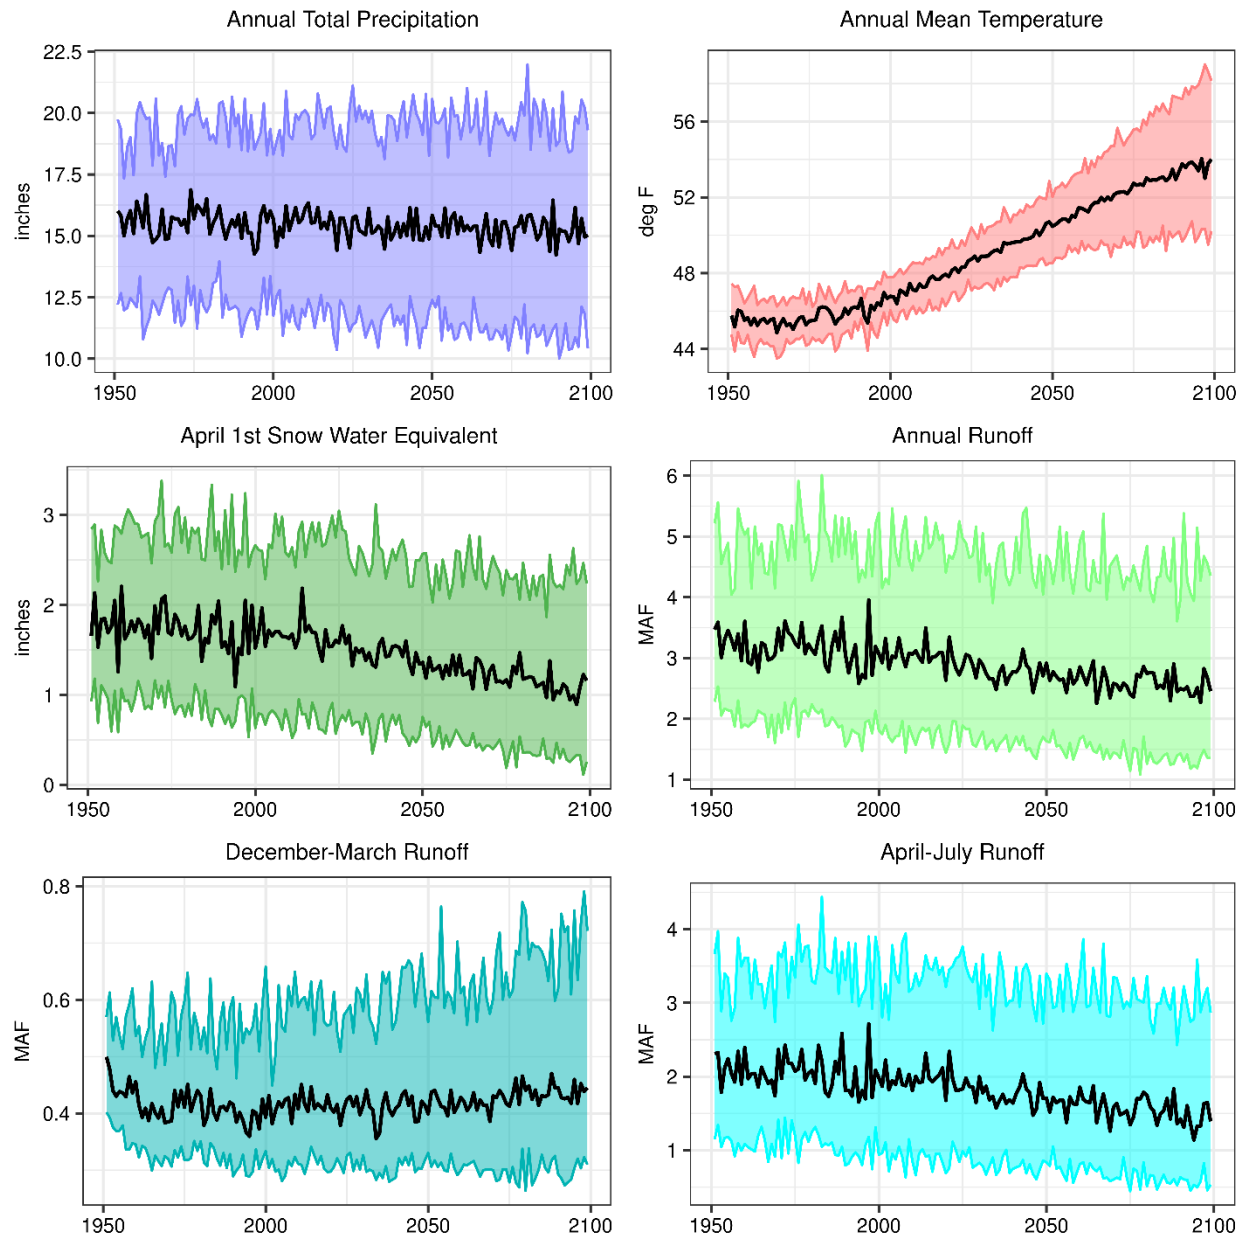 Annual Total Precipitation
inches
22.5
20.0
17.5
15.0
12.5
10.0
1950 2000 2050 2100
Annual Mean Temperature
deg F
56
52
48
44
1950 2000 2050 2100
April 1st Snow Water Equivalent
inches
3
2
1
0
1950 2000 2050 2100
Annual Runoff
MAF
6
5
4
3
2
1
1950 2000 2050 2100
December-March Runoff
MAF
0.8
0.6
0.4
1950 2000 2050 2100
April-July Runoff
MAF
4
3
2
1
1950 2000 2050 2100